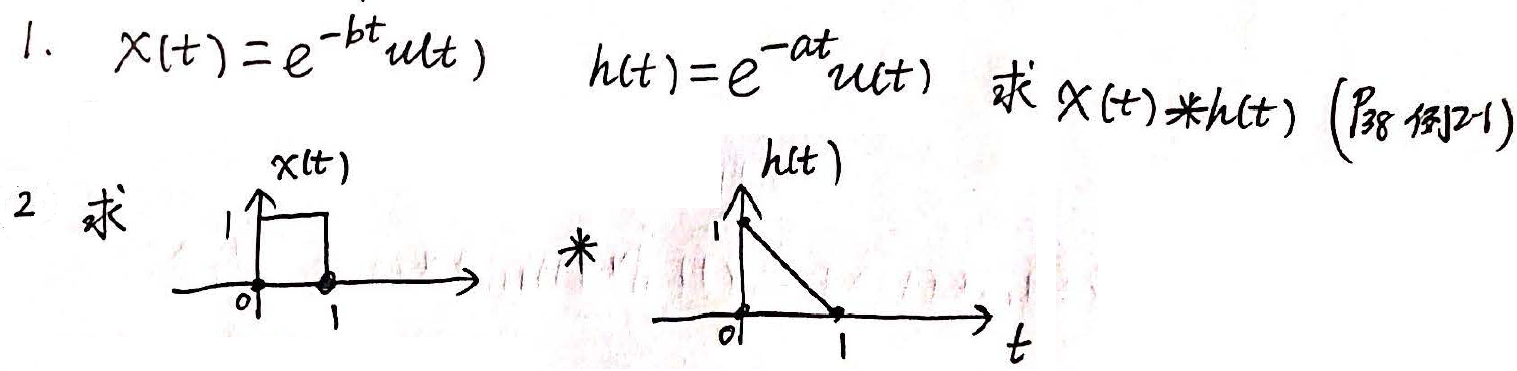 1. x(t)=e^{-bt}u(t) h(t)=e^{-at}u(t) 求 x(t)*h(t) (P38 例2-1)
2 求 x(t) 1 0 1 * h(t) 1 0 1 t